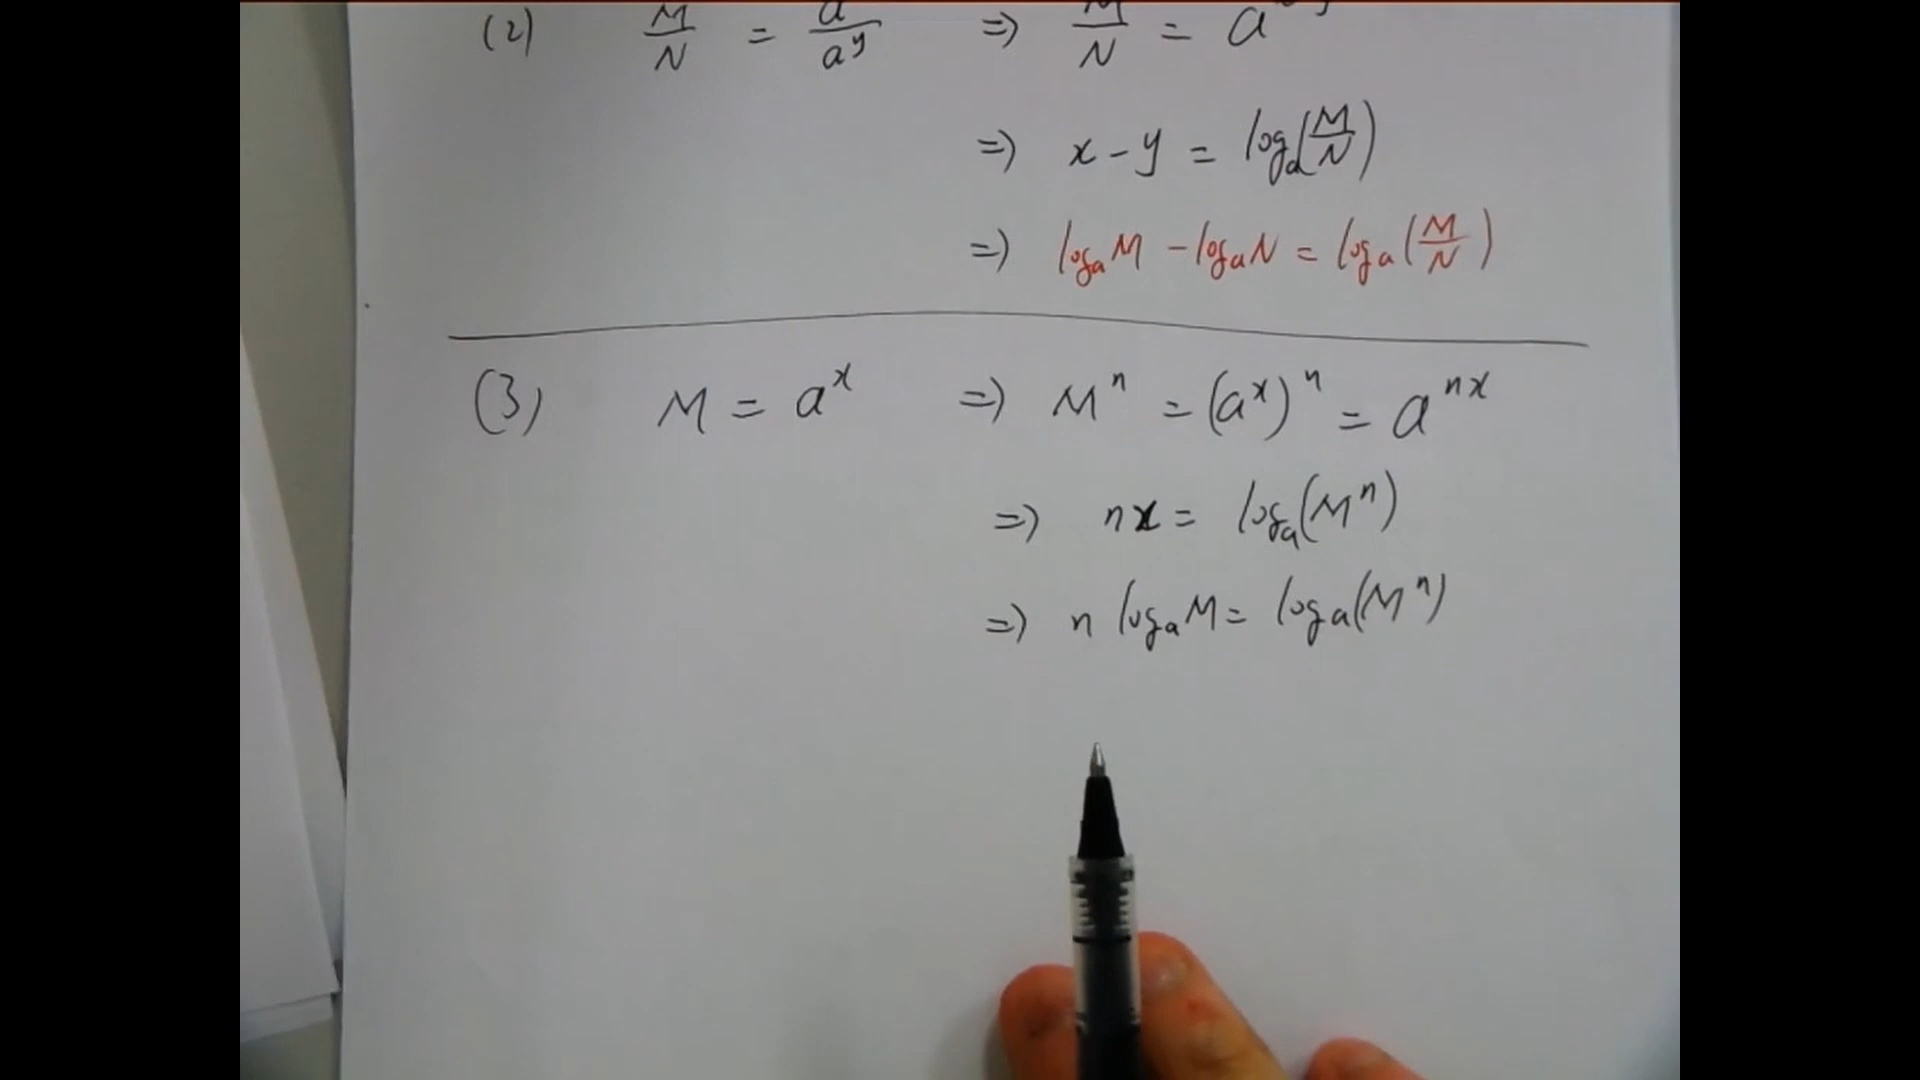 (2) M/N = a/a^y => M/N = a
=> x - y = log_a(M/N)
=> log_a M - log_a N = log_a(M/N)
(3) M = a^x => M^n = (a^x)^n = a^{nx}
=> nx = log_a(M^n)
=> n log_a M = log_a(M^n)